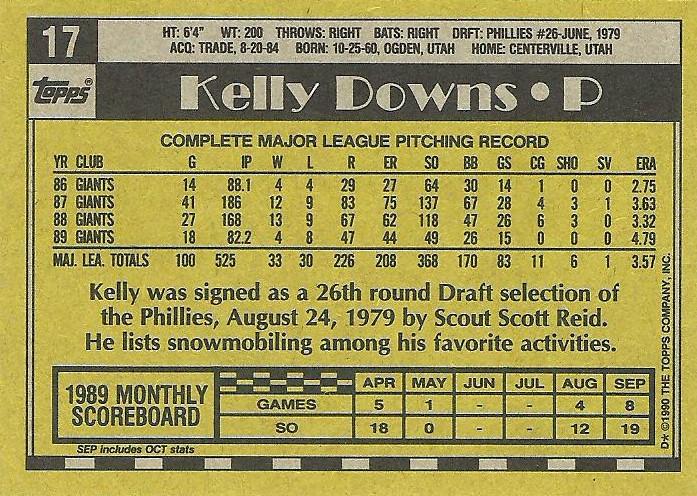 17
HT: 6'4" WT: 200 THROWS: RIGHT BATS: RIGHT DRFT: PHILLIES #26-JUNE, 1979
ACQ: TRADE, 8-20-84 BORN: 10-25-60, OGDEN, UTAH HOME: CENTERVILLE, UTAH
TOPPS®
Kelly Downs • P
COMPLETE MAJOR LEAGUE PITCHING RECORD
YR CLUB G IP W L R ER SO BB GS CG SHO SV ERA
86 GIANTS 14 88.1 4 4 29 27 64 30 14 1 0 0 2.75
87 GIANTS 41 186 12 9 83 75 137 67 28 4 3 1 3.63
88 GIANTS 27 168 13 9 67 62 118 47 26 6 3 0 3.32
89 GIANTS 18 82.2 4 8 47 44 49 26 15 0 0 0 4.79
MAJ. LEA. TOTALS 100 525 33 30 226 208 368 170 83 11 6 1 3.57
Kelly was signed as a 26th round Draft selection of
the Phillies, August 24, 1979 by Scout Scott Reid.
He lists snowmobiling among his favorite activities.
1989 MONTHLY
SCOREBOARD
APR MAY JUN JUL AUG SEP
GAMES 5 1 - - 4 8
SO 18 0 - - 12 19
SEP includes OCT stats
D* © 1990 THE TOPPS COMPANY, INC.